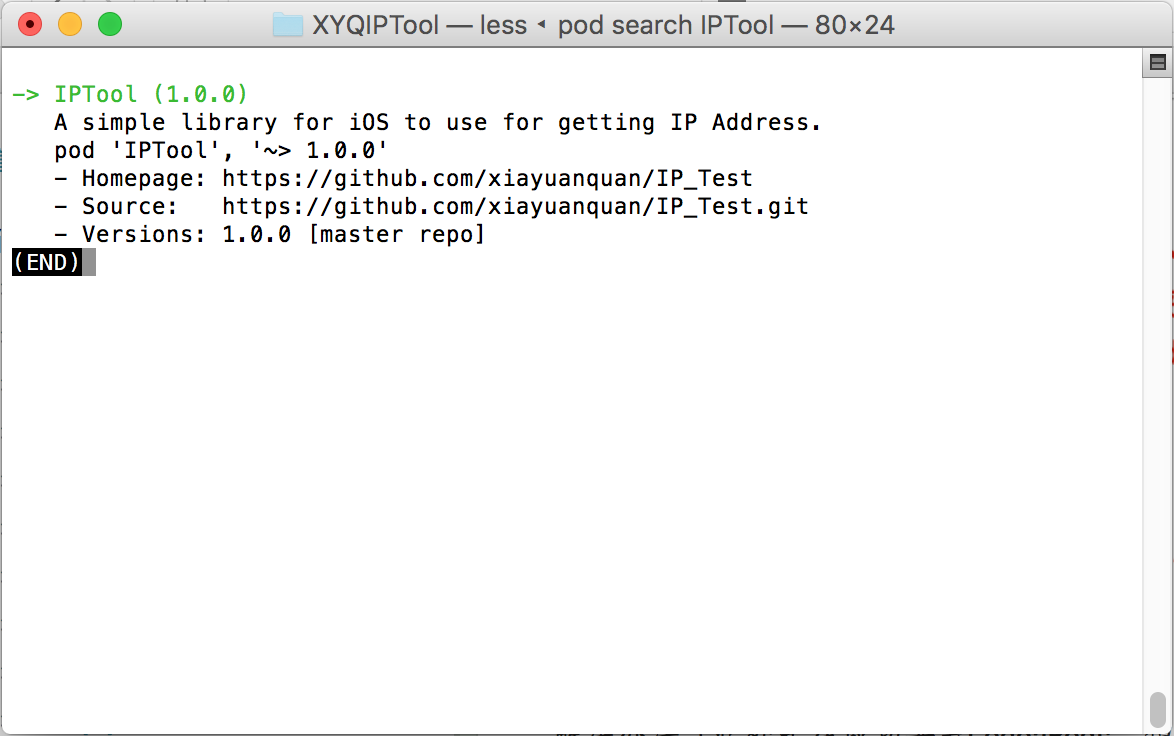 XYQIPTool — less ◂ pod search IPTool — 80×24
-> IPTool (1.0.0)
A simple library for iOS to use for getting IP Address.
pod 'IPTool', '~> 1.0.0'
- Homepage: https://github.com/xiayuanquan/IP_Test
- Source:   https://github.com/xiayuanquan/IP_Test.git
- Versions: 1.0.0 [master repo]
(END)